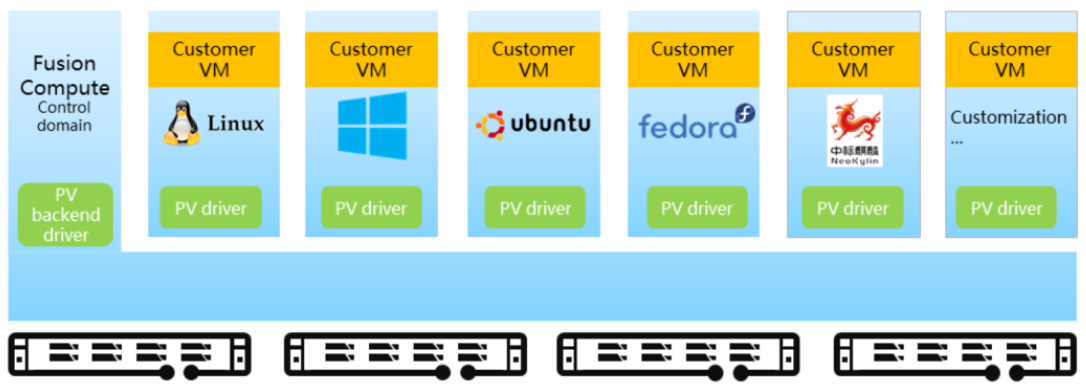 Fusion
Compute
Control
domain
PV
backend
driver
Customer
VM
Linux
PV driver
Customer
VM
PV driver
Customer
VM
ubuntu
PV driver
Customer
VM
fedora
PV driver
Customer
VM
中标麒麟
NeoKylin
PV driver
Customer
VM
Customization
...
PV driver